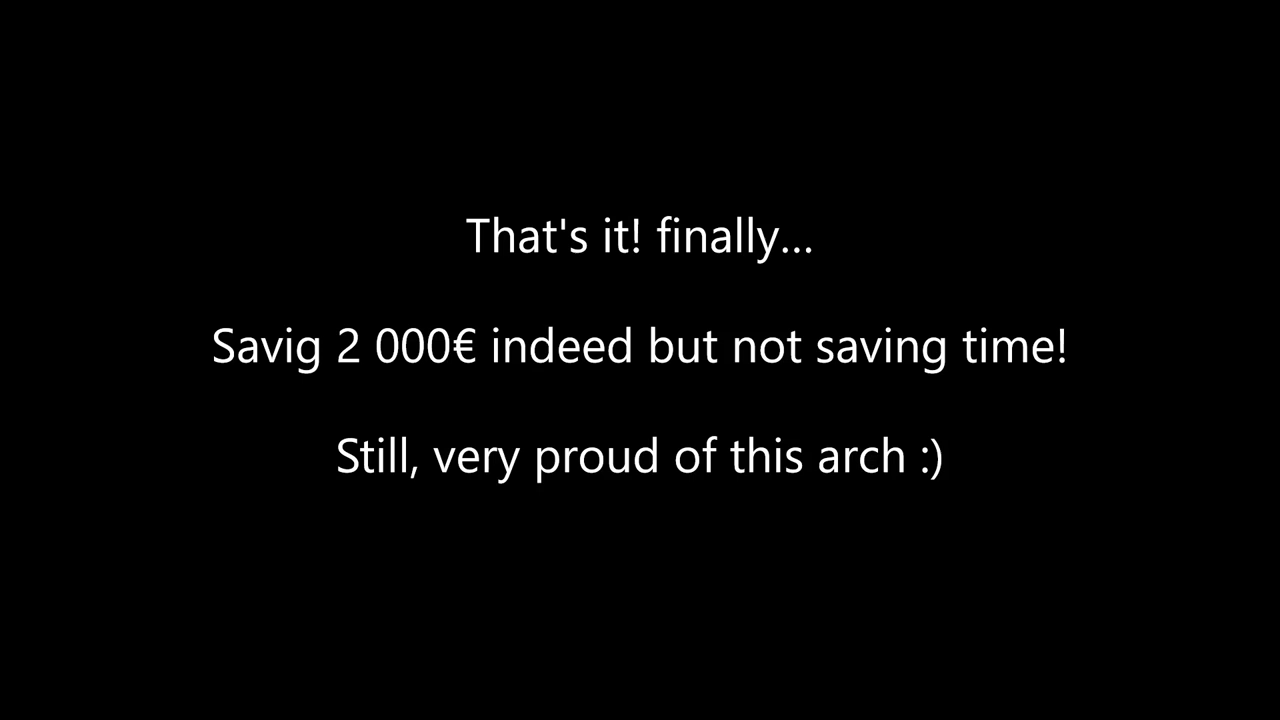 That's it! finally...
Savig 2 000€ indeed but not saving time!
Still, very proud of this arch :)